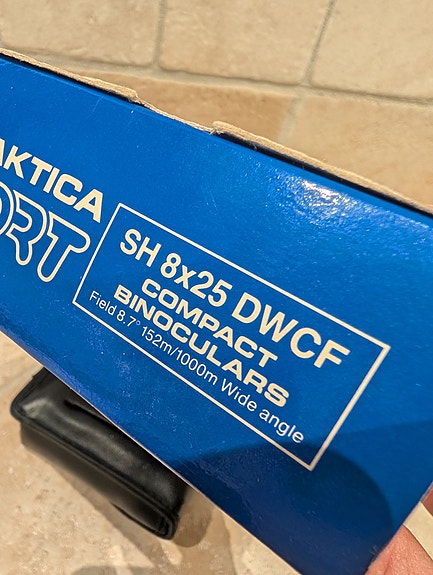 AKTICA
ORT
SH 8x25 DWCF
COMPACT
BINOCULARS
Field 8.7° 152m/1000m Wide angle